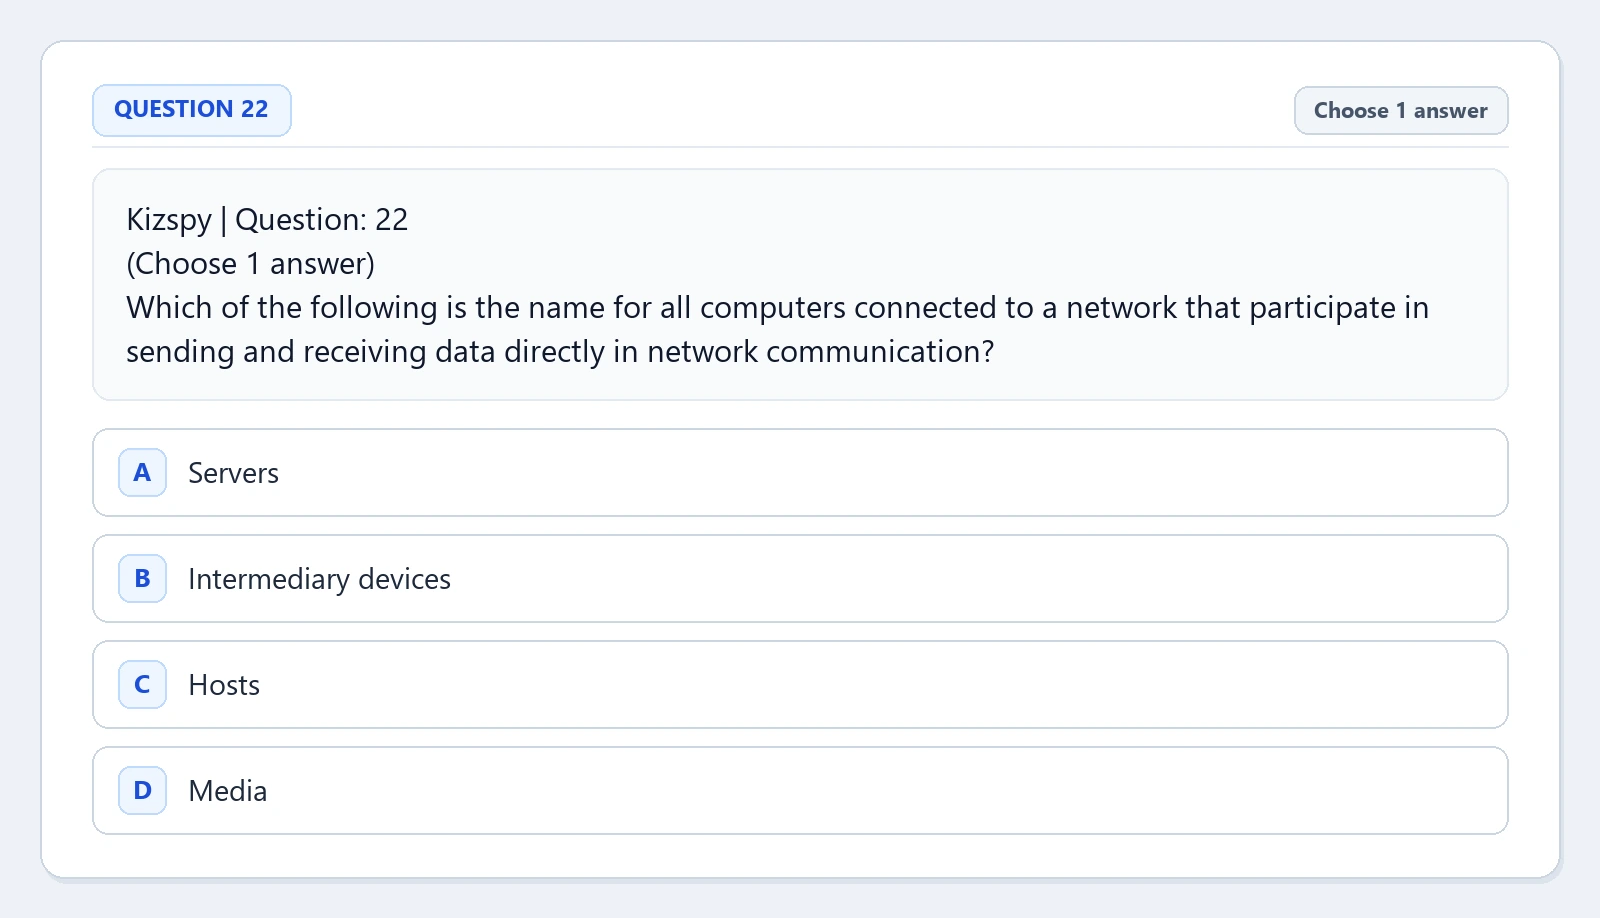 QUESTION 22
Choose 1 answer
Kizspy | Question: 22
(Choose 1 answer)
Which of the following is the name for all computers connected to a network that participate in
sending and receiving data directly in network communication?
A Servers
B Intermediary devices
C Hosts
D Media